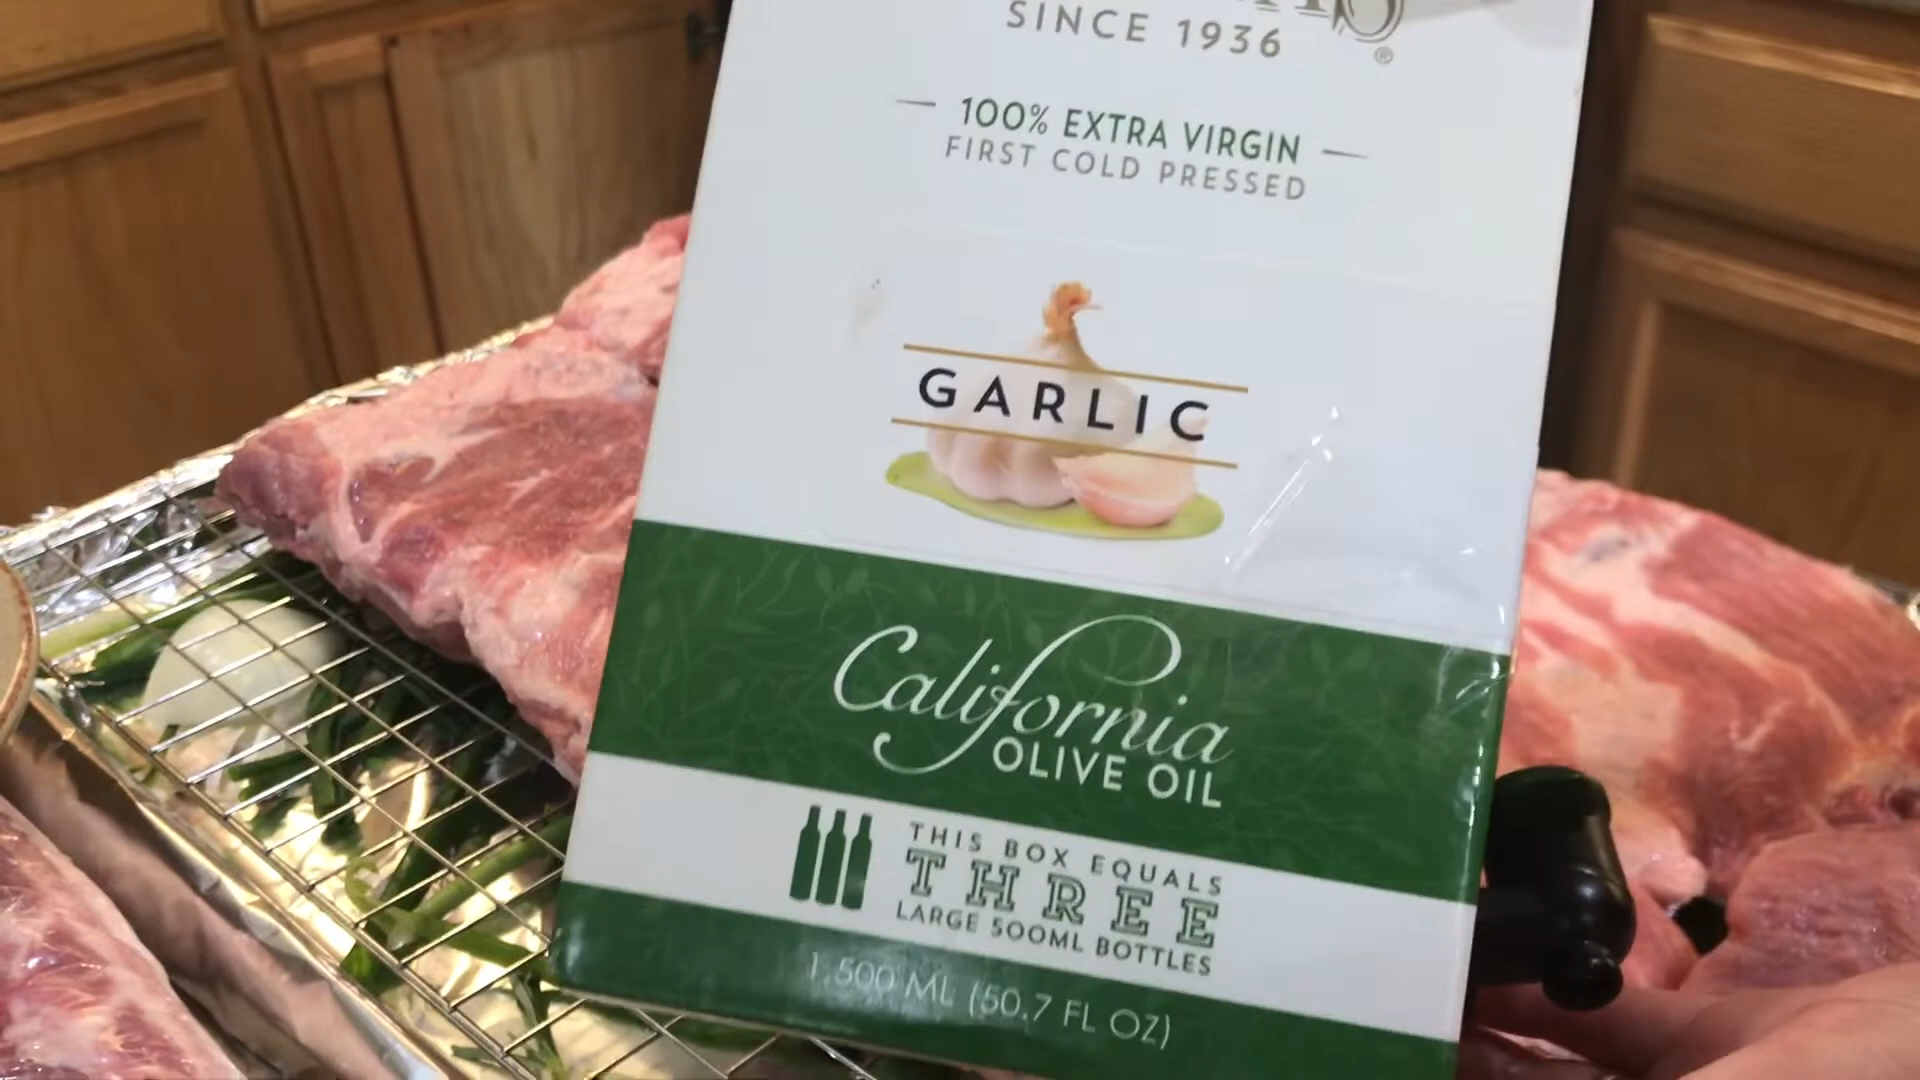 SINCE 1936
100% EXTRA VIRGIN
FIRST COLD PRESSED
GARLIC
California
OLIVE OIL
THIS BOX EQUALS
THREE
LARGE 500ML BOTTLES
1,500 ML (50.7 FL OZ)